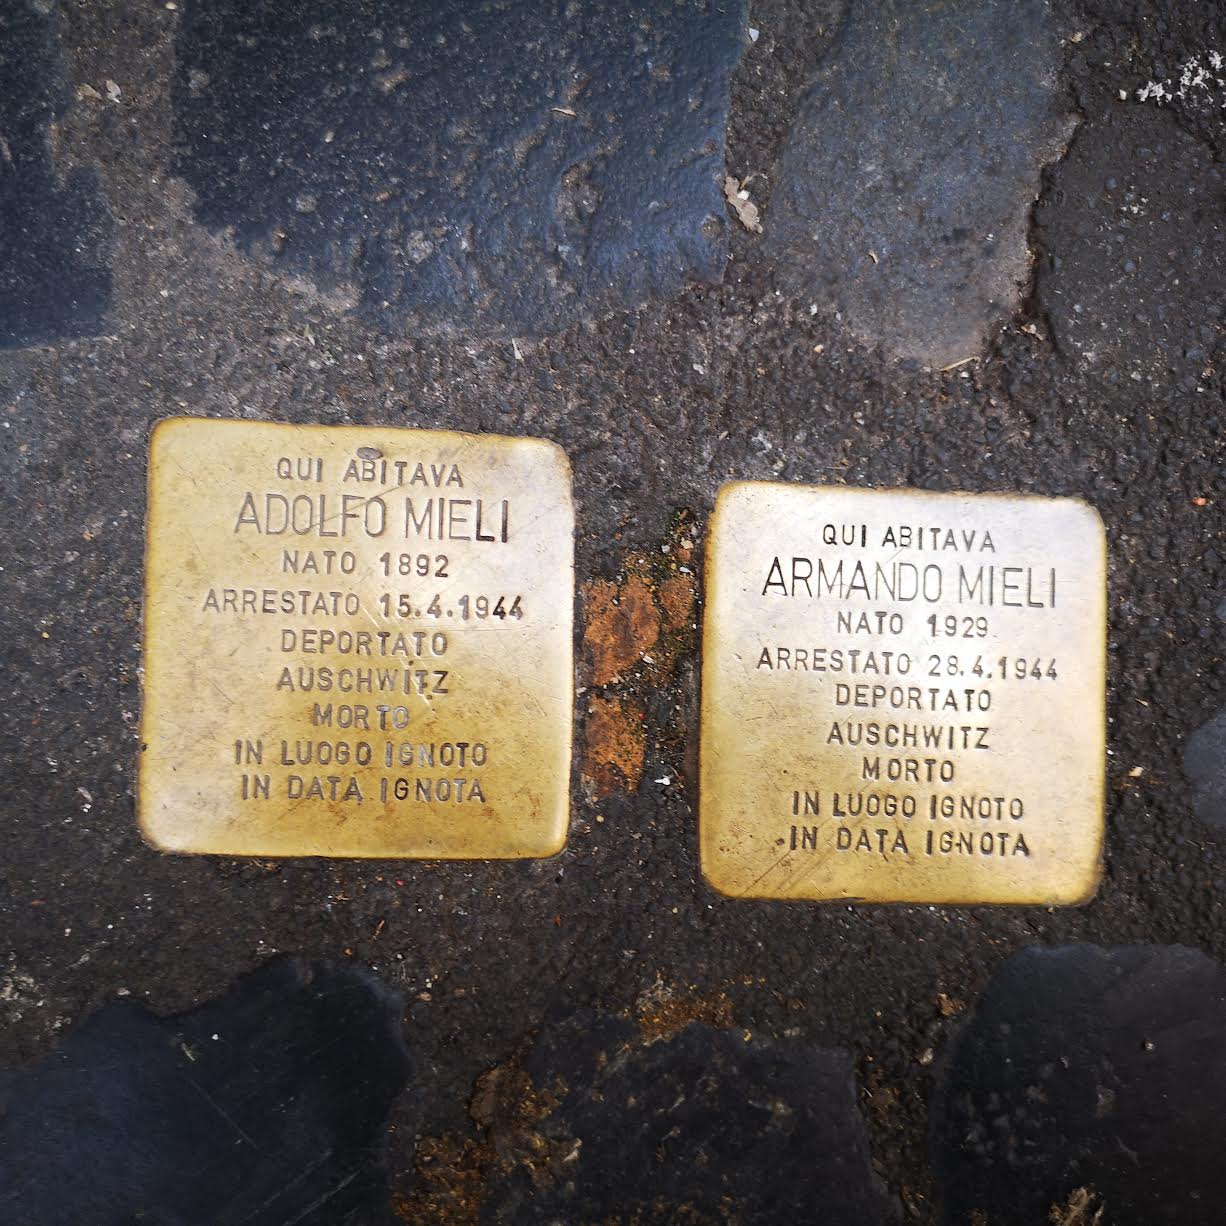 QUI ABITAVA
ADOLFO MIELI
NATO 1892
ARRESTATO 15.4.1944
DEPORTATO
AUSCHWITZ
MORTO
IN LUOGO IGNOTO
IN DATA IGNOTA
QUI ABITAVA
ARMANDO MIELI
NATO 1929
ARRESTATO 28.4.1944
DEPORTATO
AUSCHWITZ
MORTO
IN LUOGO IGNOTO
IN DATA IGNOTA